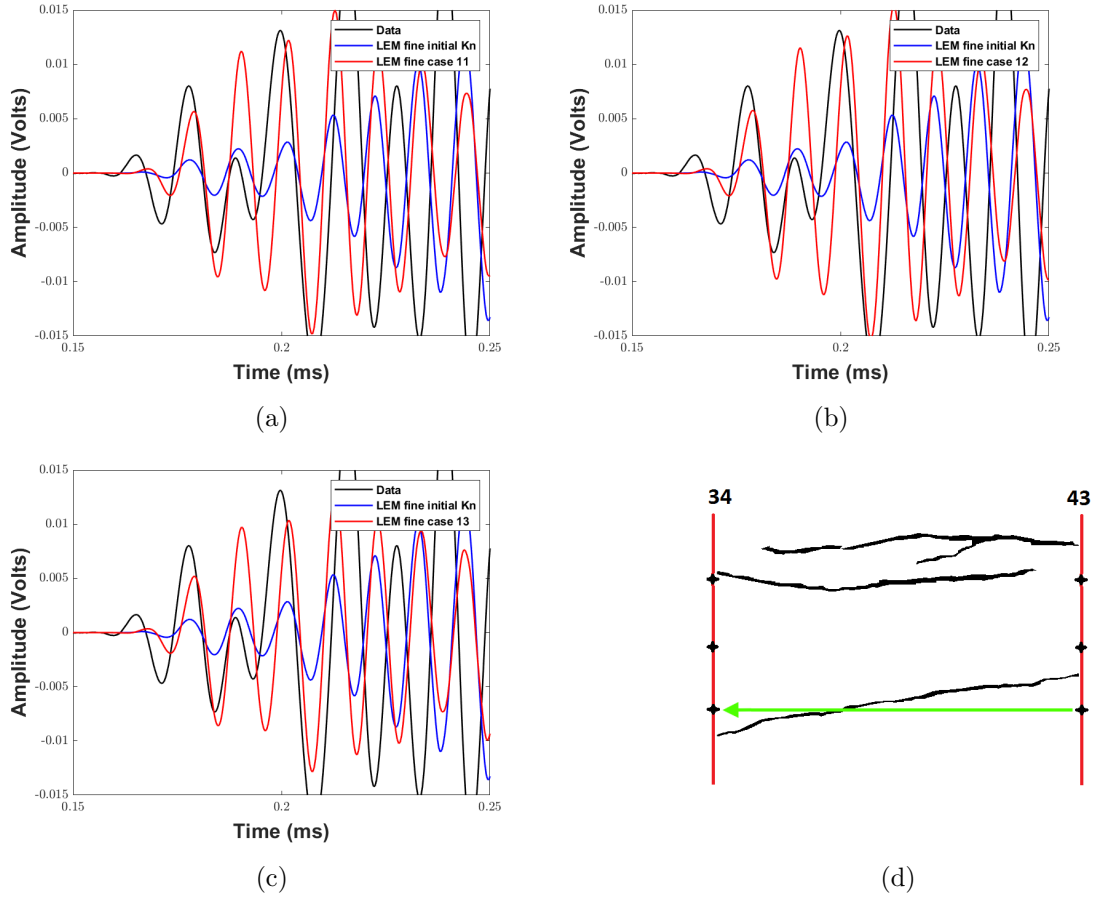 0.015
0.01
0.005
0
-0.005
-0.01
-0.015
0.15
0.2
0.25
Amplitude (Volts)
Time (ms)
Data
LEM fine initial Kn
LEM fine case 11
(a)
0.015
0.01
0.005
0
-0.005
-0.01
-0.015
0.15
0.2
0.25
Amplitude (Volts)
Time (ms)
Data
LEM fine initial Kn
LEM fine case 12
(b)
0.015
0.01
0.005
0
-0.005
-0.01
-0.015
0.15
0.2
0.25
Amplitude (Volts)
Time (ms)
Data
LEM fine initial Kn
LEM fine case 13
(c)
34
43
(d)